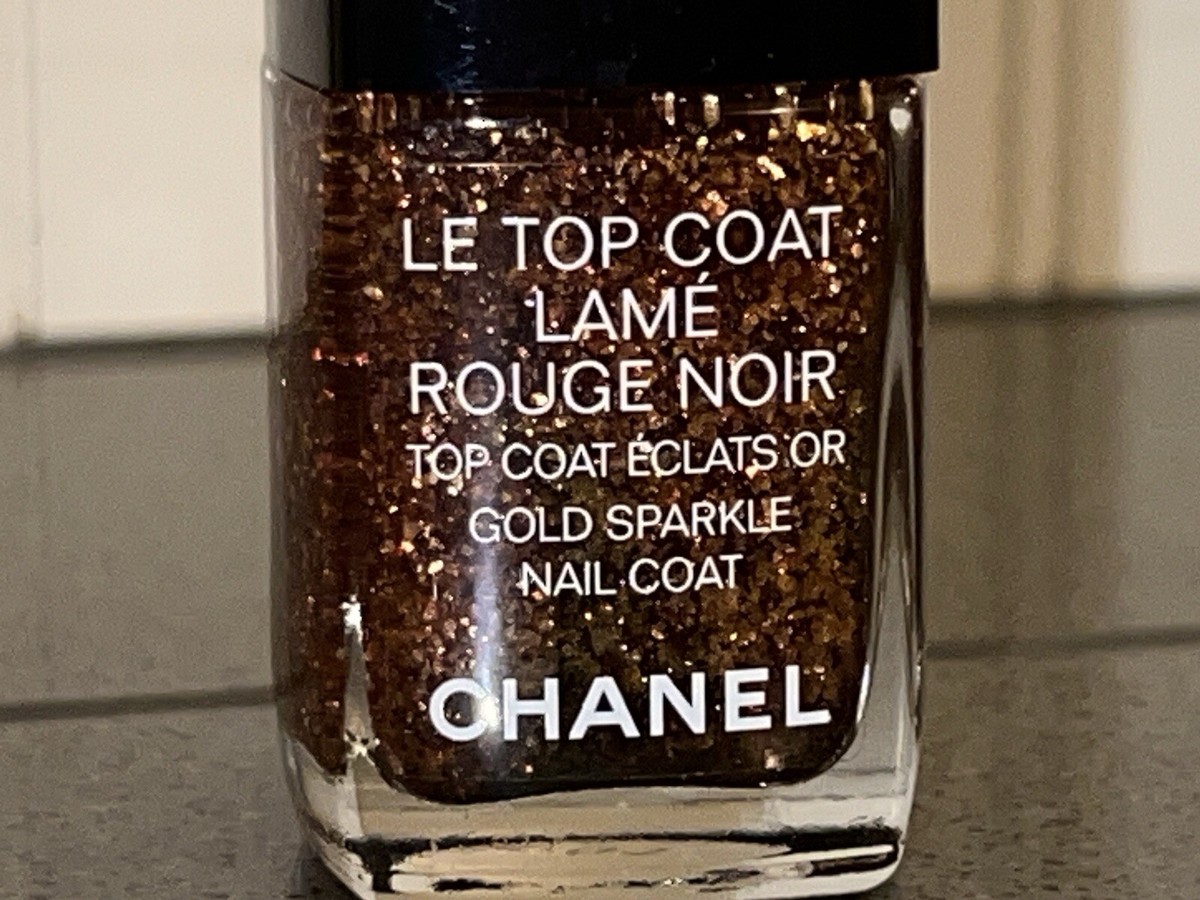 LE TOP COAT
LAMÉ
ROUGE NOIR
TOP COAT ÉCLATS OR
GOLD SPARKLE
NAIL COAT
CHANEL